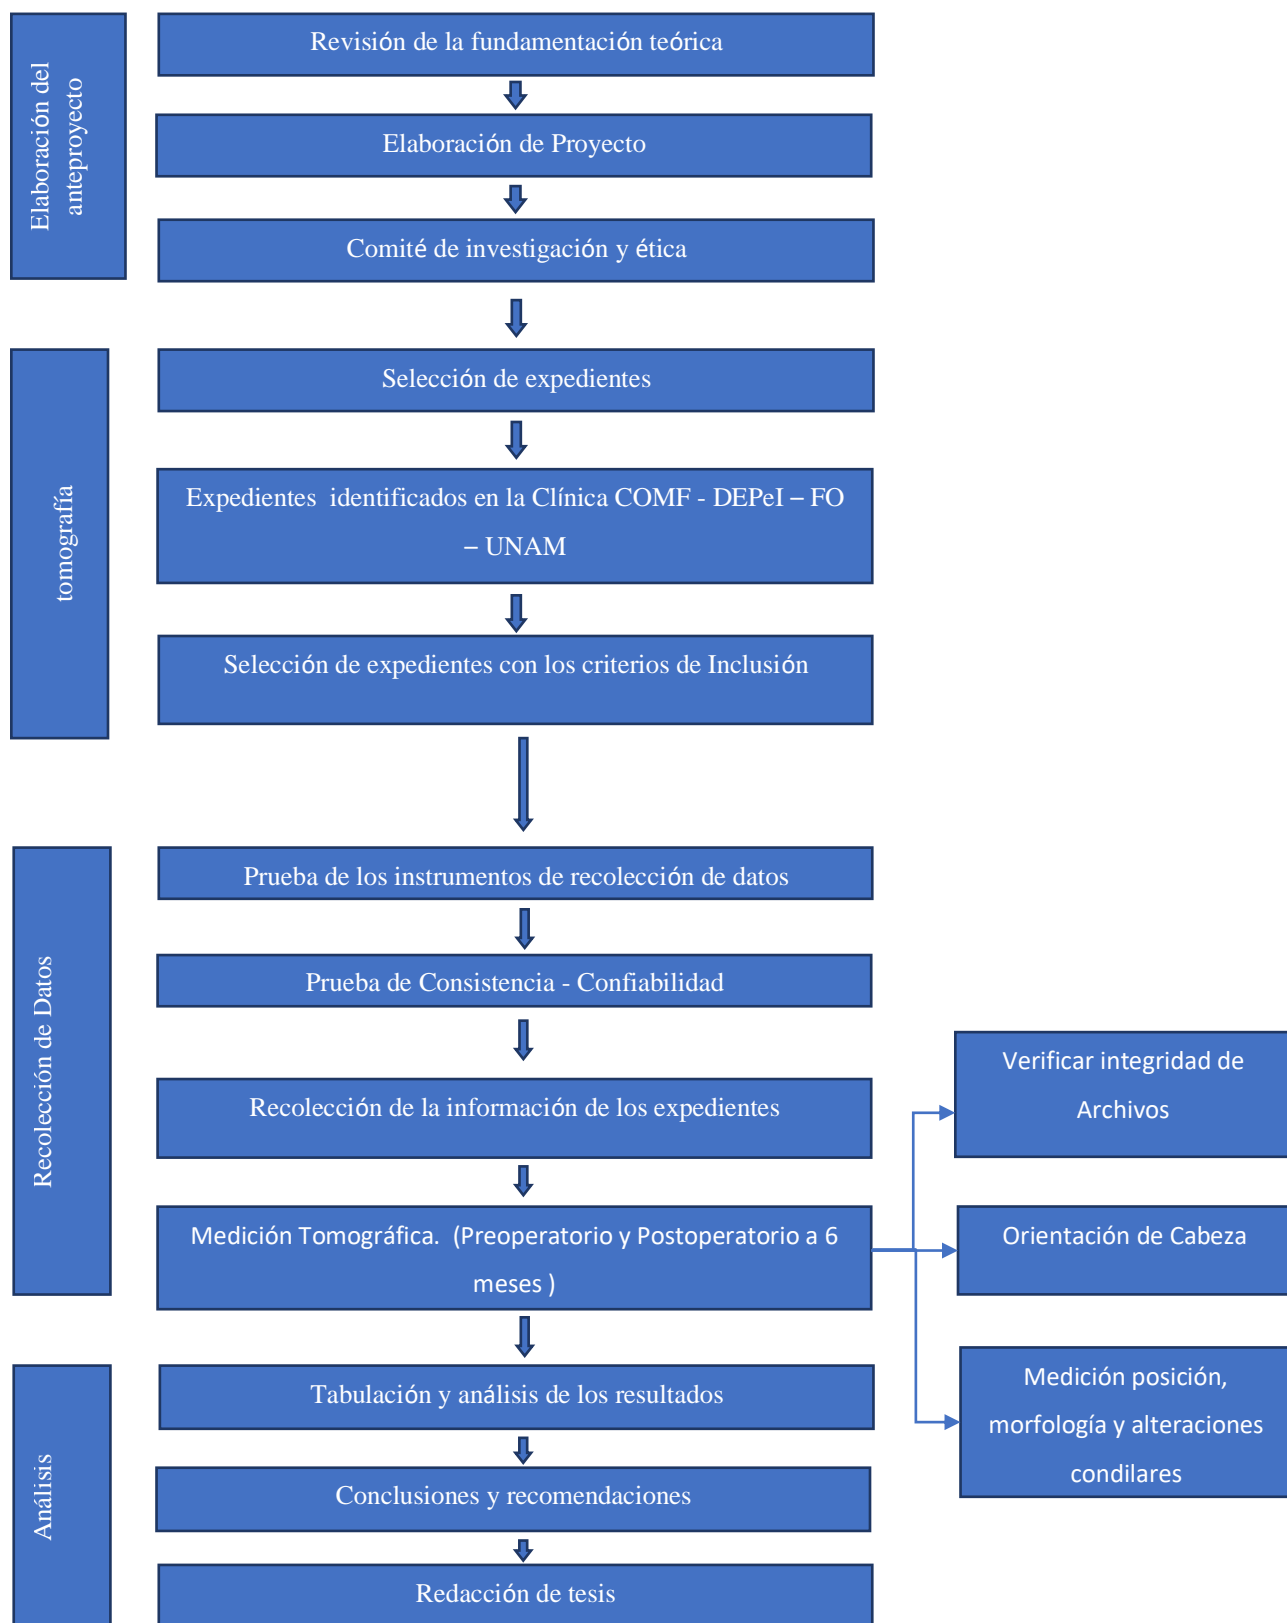 Elaboración del
anteproyecto
Revisión de la fundamentación teórica
Elaboración de Proyecto
Comité de investigación y ética
tomografía
Selección de expedientes
Expedientes identificados en la Clínica COMF - DEPeI – FO
– UNAM
Selección de expedientes con los criterios de Inclusión
Recolección de Datos
Prueba de los instrumentos de recolección de datos
Prueba de Consistencia - Confiabilidad
Recolección de la información de los expedientes
Medición Tomográfica. (Preoperatorio y Postoperatorio a 6
meses )
Verificar integridad de
Archivos
Orientación de Cabeza
Medición posición,
morfología y alteraciones
condilares
Análisis
Tabulación y análisis de los resultados
Conclusiones y recomendaciones
Redacción de tesis